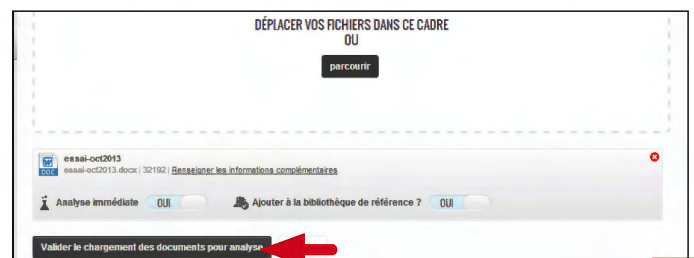 DÉPLACER VOS FICHIERS DANS CE CADRE
OU
parcourir
essai-oct2013
essai-oct2013.docx | 32192 | Renseigner les informations complémentaires
DOC
Analyse immédiate OUI Ajouter à la bibliothèque de référence ? OUI
Valider le chargement des documents pour analyse